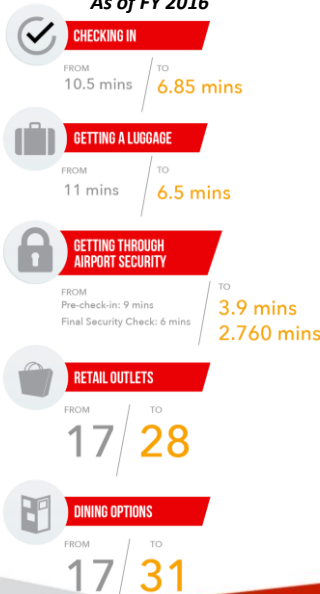 As of FY 2016
CHECKING IN
FROM
10.5 mins
TO
6.85 mins
GETTING A LUGGAGE
FROM
11 mins
TO
6.5 mins
GETTING THROUGH
AIRPORT SECURITY
FROM
Pre-check-in: 9 mins
Final Security Check: 6 mins
TO
3.9 mins
2.760 mins
RETAIL OUTLETS
FROM
17
TO
28
DINING OPTIONS
FROM
17
TO
31